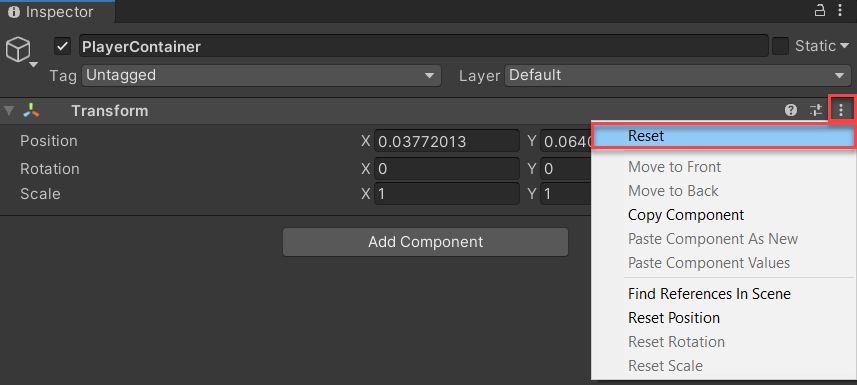 Inspector
PlayerContainer
Static
Tag Untagged
Layer Default
Transform
Position X 0.03772013 Y 0.0640
Rotation X 0 Y 0
Scale X 1 Y 1
Add Component
Reset
Move to Front
Move to Back
Copy Component
Paste Component As New
Paste Component Values
Find References In Scene
Reset Position
Reset Rotation
Reset Scale